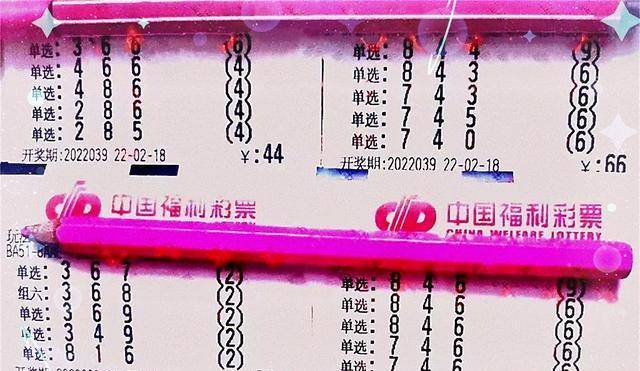 单选: 3 6 6 (6)
单选: 4 6 6 (4)
单选: 4 8 6 (4)
单选: 2 8 6 (4)
单选: 2 8 5 (4)
开奖期:2022039 22-02-18 ¥:44
单选: 8 4 4 (9)
单选: 8 4 3 (6)
单选: 7 4 3 (6)
单选: 7 4 5 (6)
单选: 7 4 0 (6)
开奖期:2022039 22-02-18 ¥:66
中国福利彩票
BA51-
单选: 3 6 7 (2)
组六: 3 6 8 (2)
单选: 3 6 9 (2)
单选: 3 4 9 (2)
单选: 8 1 6 (2)
中国福利彩票
CHINA WELFARE LOTTERY
单选: 8 4 6 (9)
单选: 8 4 6 (6)
单选: 8 4 6 (6)
单选: 7 4 6 (6)
单选: 7 4 6 (6)